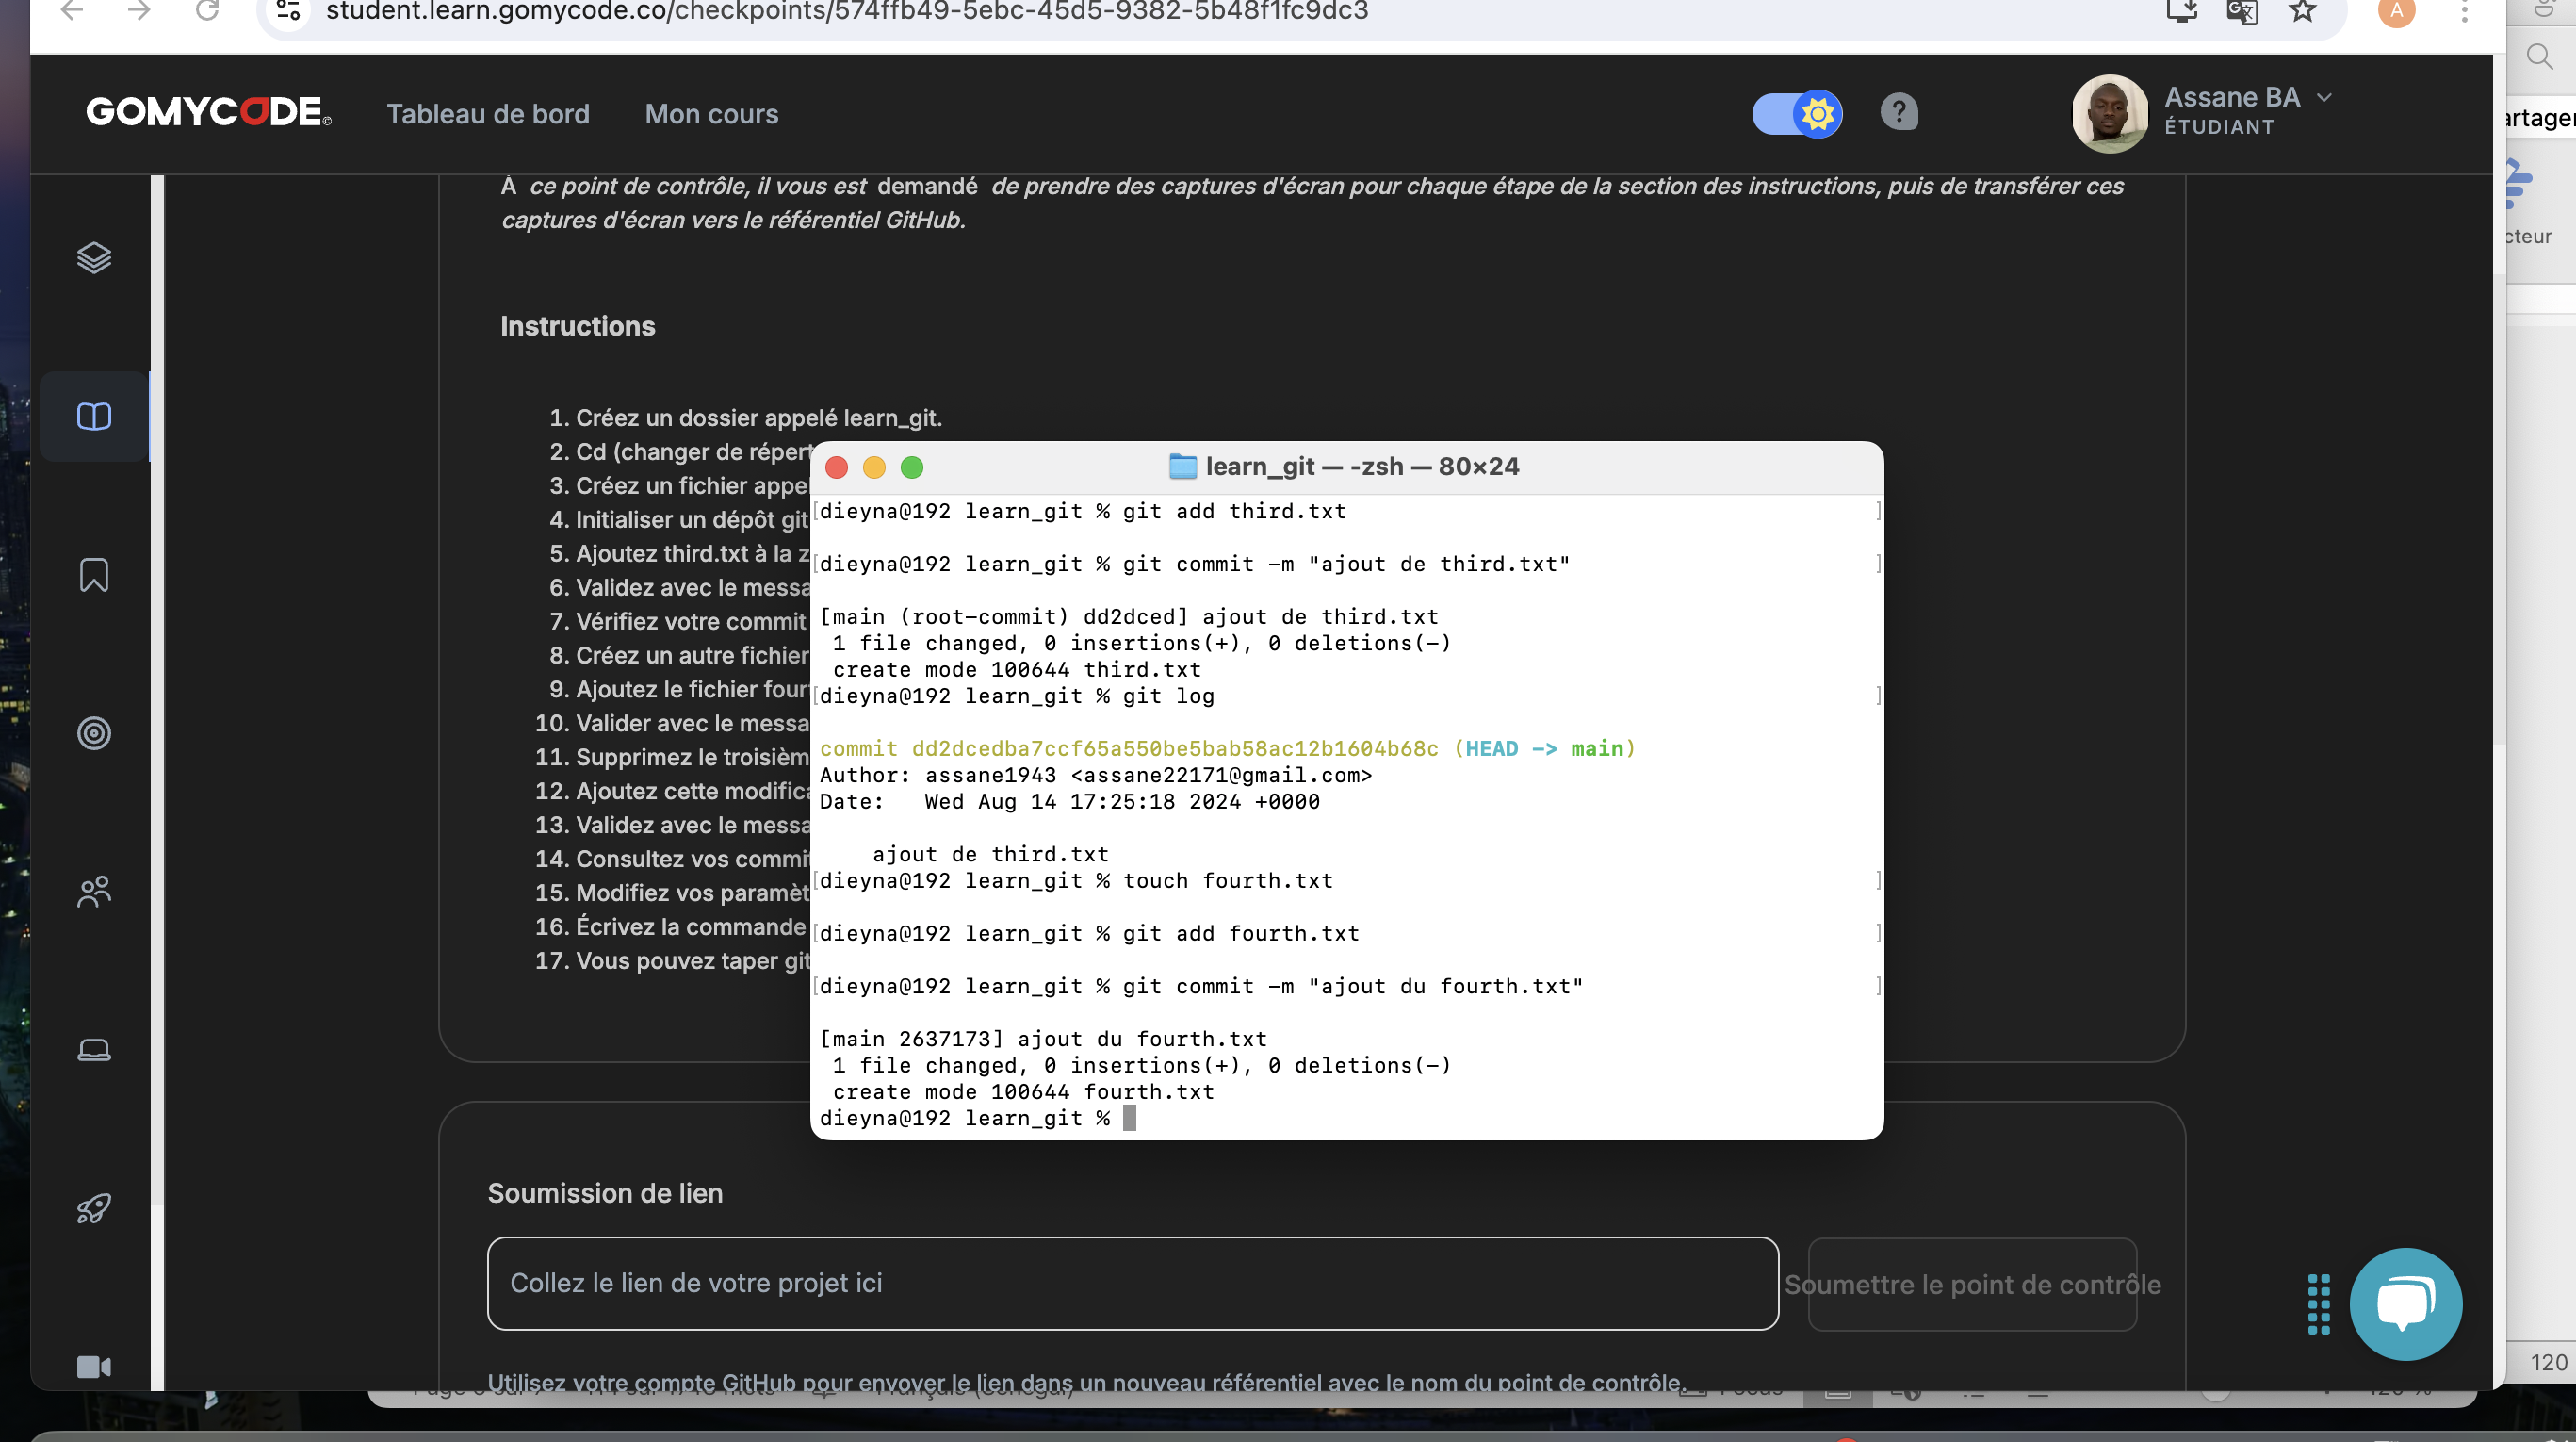 student.learn.gomycode.co/checkpoints/574ffb49-5ebc-45d5-9382-5b48f1fc9dc3
A
GOMYCODE
Tableau de bord
Mon cours
?
Assane BA
ÉTUDIANT
À ce point de contrôle, il vous est demandé de prendre des captures d'écran pour chaque étape de la section des instructions, puis de transférer ces
captures d'écran vers le référentiel GitHub.
Instructions
1. Créez un dossier appelé learn_git.
2. Cd (changer de répert
3. Créez un fichier appel
4. Initialiser un dépôt git
5. Ajoutez third.txt à la z
6. Validez avec le messa
7. Vérifiez votre commit
8. Créez un autre fichier
9. Ajoutez le fichier four
10. Valider avec le messa
11. Supprimez le troisièm
12. Ajoutez cette modifica
13. Validez avec le messa
14. Consultez vos commit
15. Modifiez vos paramèt
16. Écrivez la commande
17. Vous pouvez taper git
learn_git — -zsh — 80×24
[dieyna@192 learn_git % git add third.txt ]
[dieyna@192 learn_git % git commit -m "ajout de third.txt" ]
[main (root-commit) dd2dced] ajout de third.txt
1 file changed, 0 insertions(+), 0 deletions(-)
create mode 100644 third.txt
[dieyna@192 learn_git % git log ]
commit dd2dcedba7ccf65a550be5bab58ac12b1604b68c (HEAD -> main)
Author: assane1943 <assane22171@gmail.com>
Date: Wed Aug 14 17:25:18 2024 +0000
ajout de third.txt
[dieyna@192 learn_git % touch fourth.txt ]
[dieyna@192 learn_git % git add fourth.txt ]
[dieyna@192 learn_git % git commit -m "ajout du fourth.txt" ]
[main 2637173] ajout du fourth.txt
1 file changed, 0 insertions(+), 0 deletions(-)
create mode 100644 fourth.txt
dieyna@192 learn_git %
Soumission de lien
Collez le lien de votre projet ici
Soumettre le point de contrôle
Utilisez votre compte GitHub pour envoyer le lien dans un nouveau référentiel avec le nom du point de contrôle.
artager
cteur
120